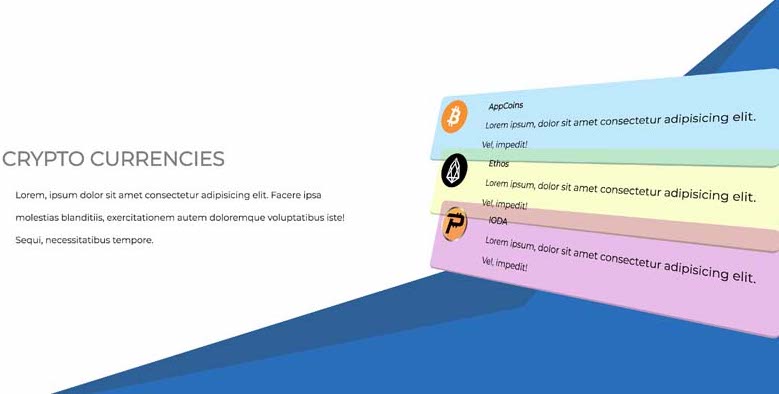 CRYPTO CURRENCIES
Lorem, ipsum dolor sit amet consectetur adipisicing elit. Facere ipsa
molestias blanditiis, exercitationem autem doloremque voluptatibus iste!
Sequi, necessitatibus tempore.
AppCoins
Lorem ipsum, dolor sit amet consectetur adipisicing elit.
Vel, impedit!
Ethos
Lorem ipsum, dolor sit amet consectetur adipisicing elit.
Vel, impedit!
IODA
Lorem ipsum, dolor sit amet consectetur adipisicing elit.
Vel, impedit!